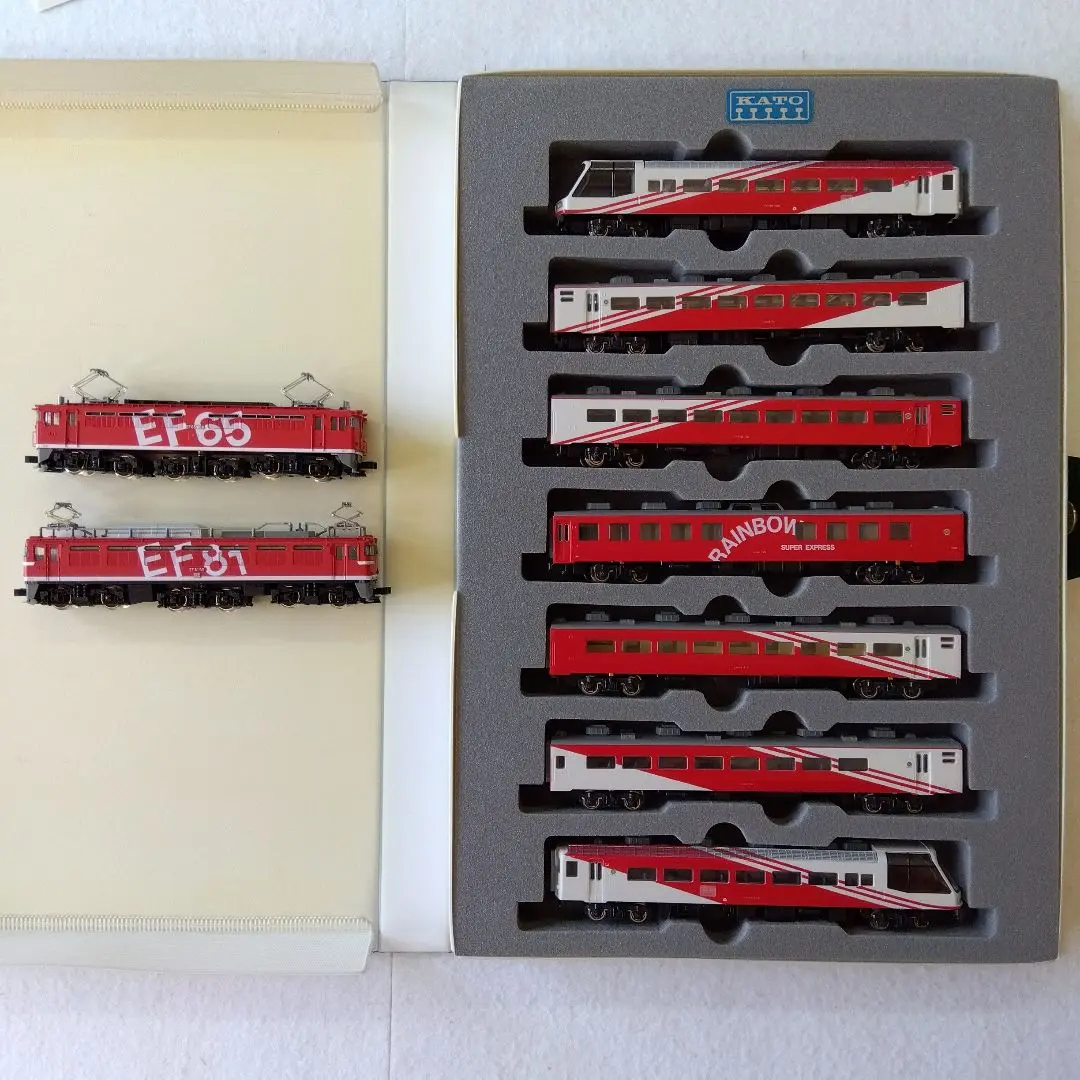 KATO
EF65
EF81
RAINBOW
SUPER EXPRESS